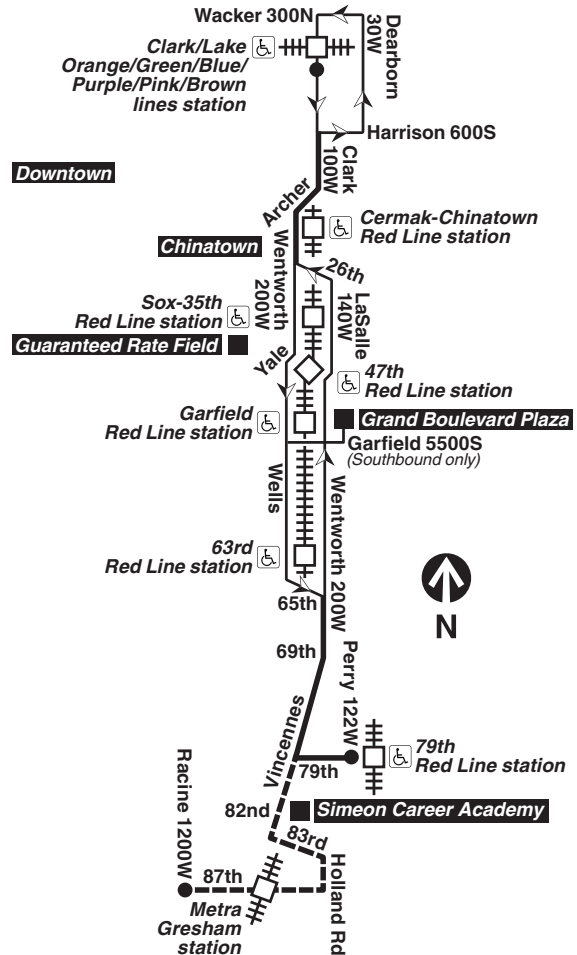 Wacker 300N
Dearborn
30W
Clark/Lake
Orange/Green/Blue/
Purple/Pink/Brown
lines station
Harrison 600S
Clark
100W
Downtown
Archer
Cermak-Chinatown
Red Line station
Chinatown
Wentworth
200W
26th
LaSalle
140W
Sox-35th
Red Line station
Guaranteed Rate Field
Yale
47th
Red Line station
Garfield
Red Line station
Grand Boulevard Plaza
Garfield 5500S
(Southbound only)
Wells
Wentworth 200W
63rd
Red Line station
65th
N
69th
Perry 122W
Vincennes
79th
79th
Red Line station
Racine 1200W
82nd
Simeon Career Academy
83rd
Holland Rd
87th
Metra
Gresham
station